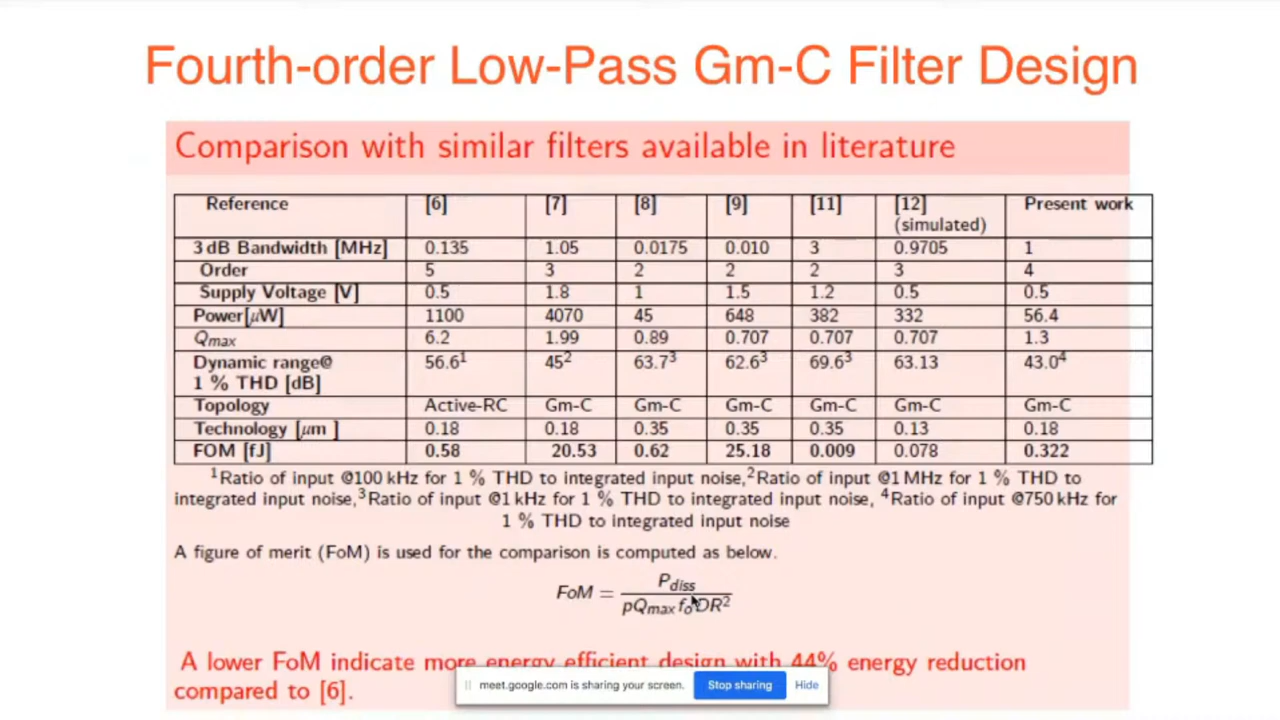 Fourth-order Low-Pass Gm-C Filter Design
Comparison with similar filters available in literature
Reference [6] [7] [8] [9] [11] [12] (simulated) Present work
3 dB Bandwidth [MHz] 0.135 1.05 0.0175 0.010 3 0.9705 1
Order 5 3 2 2 2 3 4
Supply Voltage [V] 0.5 1.8 1 1.5 1.2 0.5 0.5
Power[μW] 1100 4070 45 648 382 332 56.4
Qmax 6.2 1.99 0.89 0.707 0.707 0.707 1.3
Dynamic range@ 1 % THD [dB] 56.6¹ 45² 63.7³ 62.6³ 69.6³ 63.13 43.0⁴
Topology Active-RC Gm-C Gm-C Gm-C Gm-C Gm-C Gm-C
Technology [μm ] 0.18 0.18 0.35 0.35 0.35 0.13 0.18
FOM [fJ] 0.58 20.53 0.62 25.18 0.009 0.078 0.322
¹Ratio of input @100 kHz for 1 % THD to integrated input noise,²Ratio of input @1 MHz for 1 % THD to
integrated input noise,³Ratio of input @1 kHz for 1 % THD to integrated input noise, ⁴Ratio of input @750 kHz for
1 % THD to integrated input noise
A figure of merit (FoM) is used for the comparison is computed as below.
FoM = Pdiss / pQmax fo DR²
A lower FoM indicate more energy efficient design with 44% energy reduction
compared to [6].
meet.google.com is sharing your screen. Stop sharing Hide